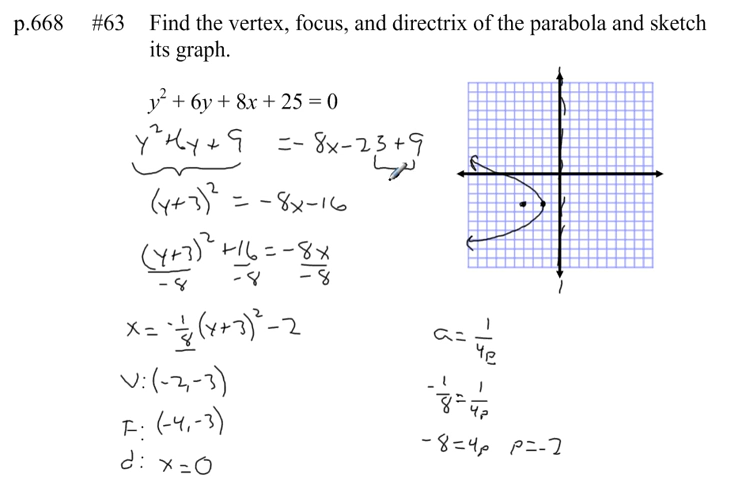 p.668 #63 Find the vertex, focus, and directrix of the parabola and sketch
its graph.
y² + 6y + 8x + 25 = 0
y²+6y+9 = -8x-25+9
(y+3)² = -8x-16
(y+3)²/-8 +16/-8 = -8x/-8
x = -1/8(y+3)²-2
V: (-2,-3)
F: (-4,-3)
d: x=0
a = 1/4p
-1/8 = 1/4p
-8=4p p=-2